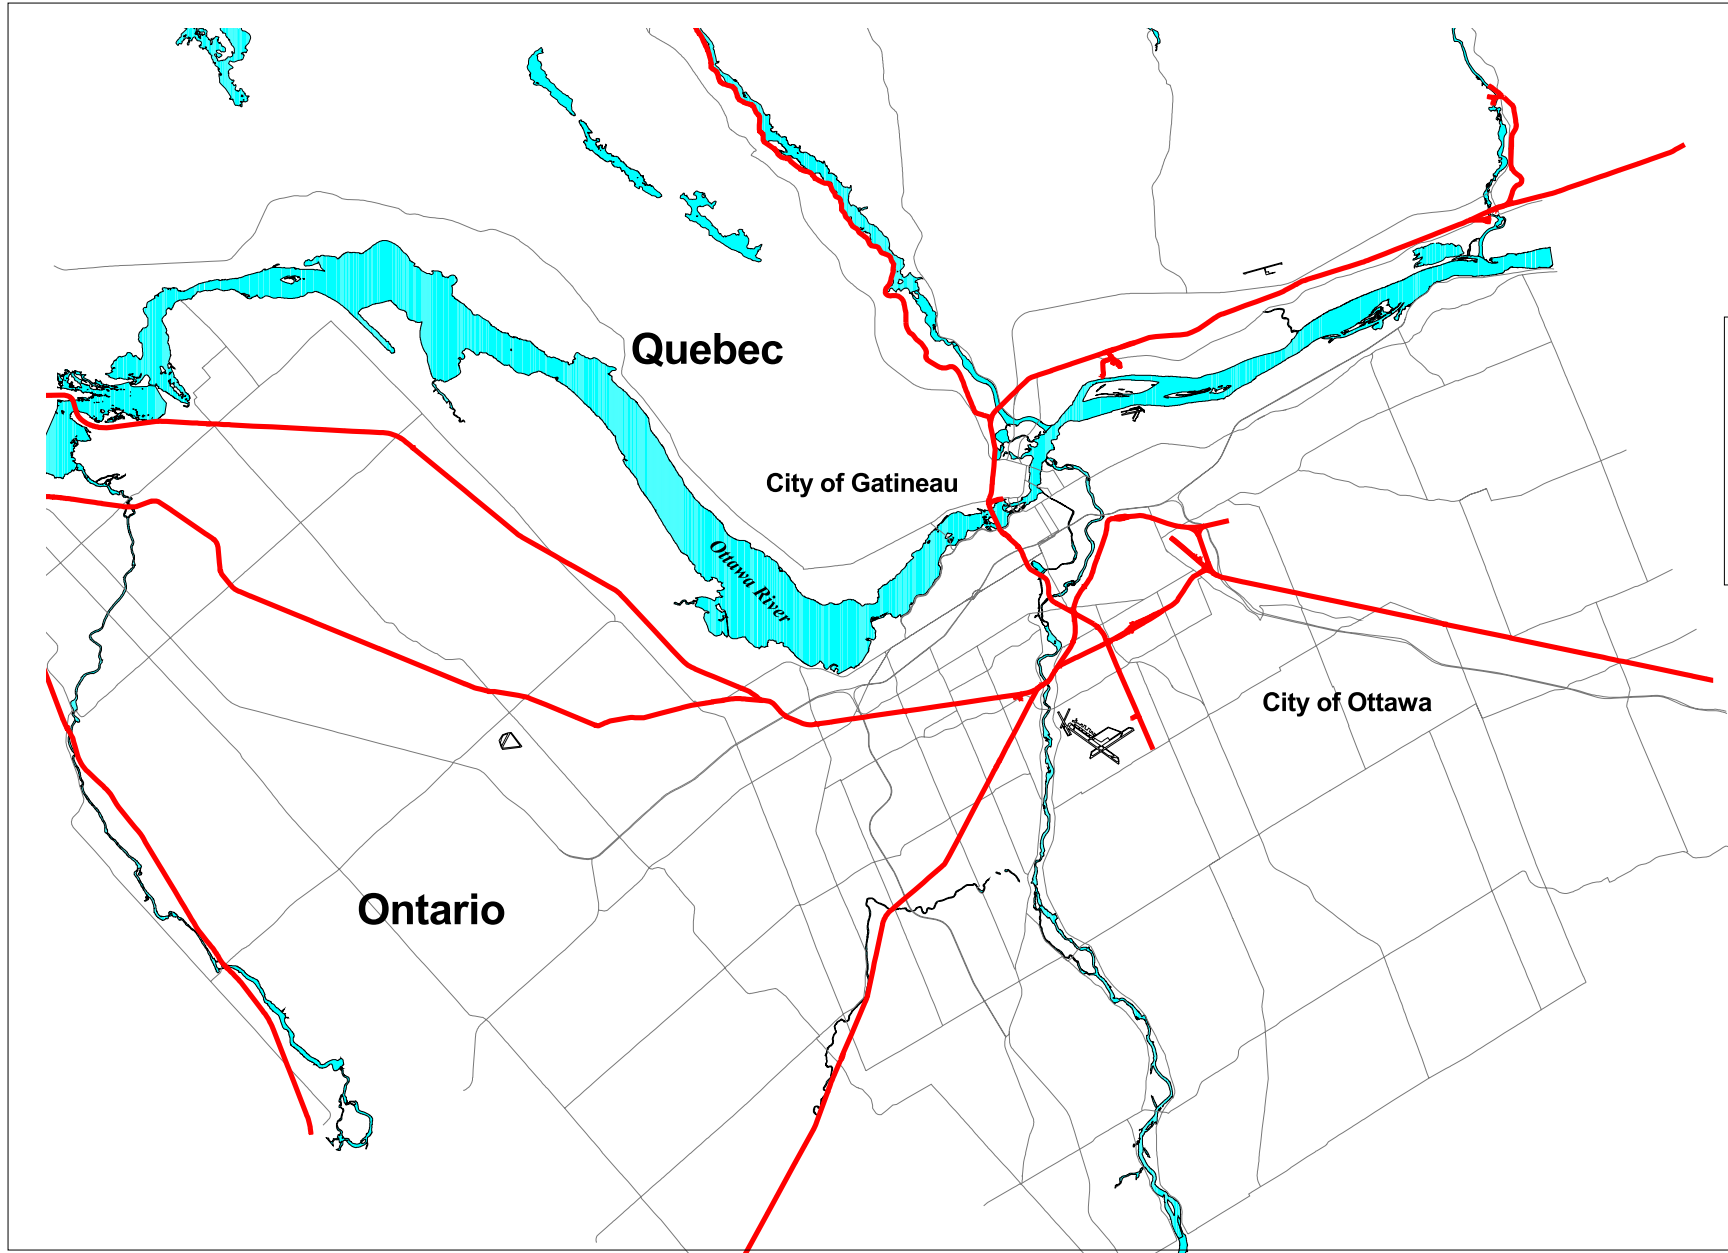 Quebec
City of Gatineau
Ottawa River
City of Ottawa
Ontario